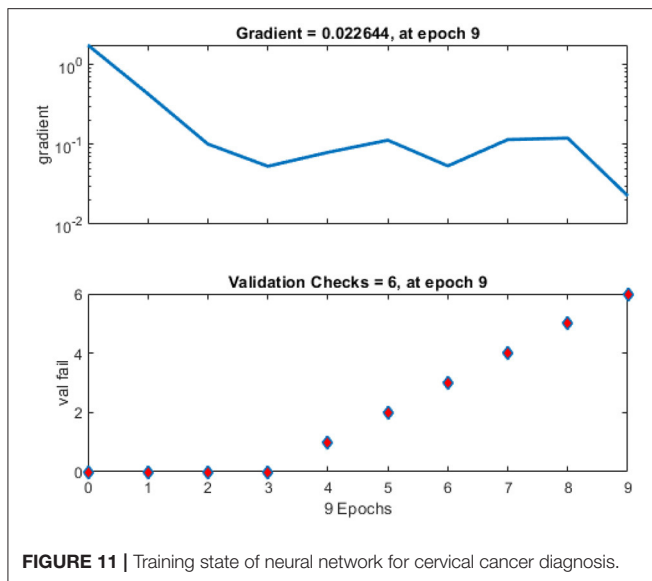 Gradient = 0.022644, at epoch 9
10^0
10^-1
10^-2
gradient
Validation Checks = 6, at epoch 9
6
4
2
0
val fail
0 1 2 3 4 5 6 7 8 9
9 Epochs
FIGURE 11 | Training state of neural network for cervical cancer diagnosis.